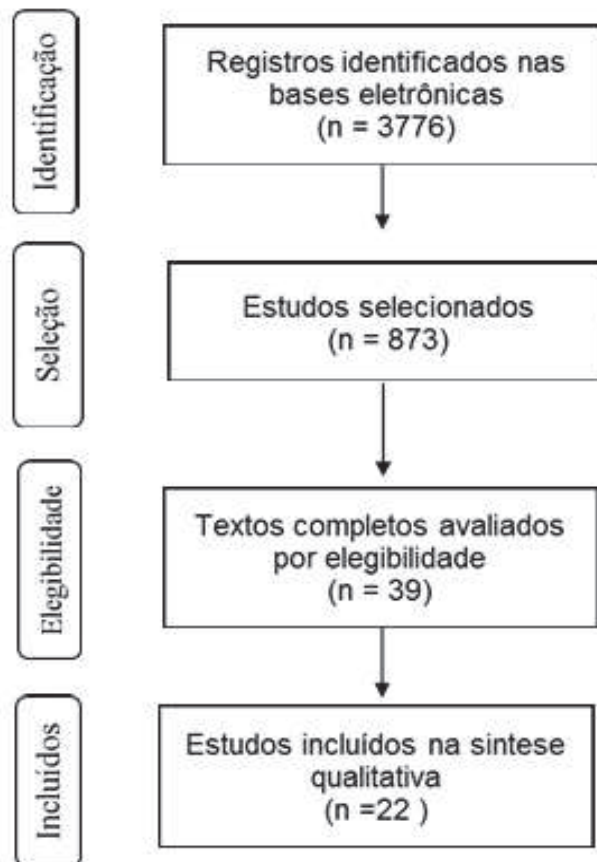 Identificação
Registros identificados nas
bases eletrônicas
(n = 3776)
Seleção
Estudos selecionados
(n = 873)
Elegibilidade
Textos completos avaliados
por elegibilidade
(n = 39)
Incluídos
Estudos incluídos na sintese
qualitativa
(n =22 )